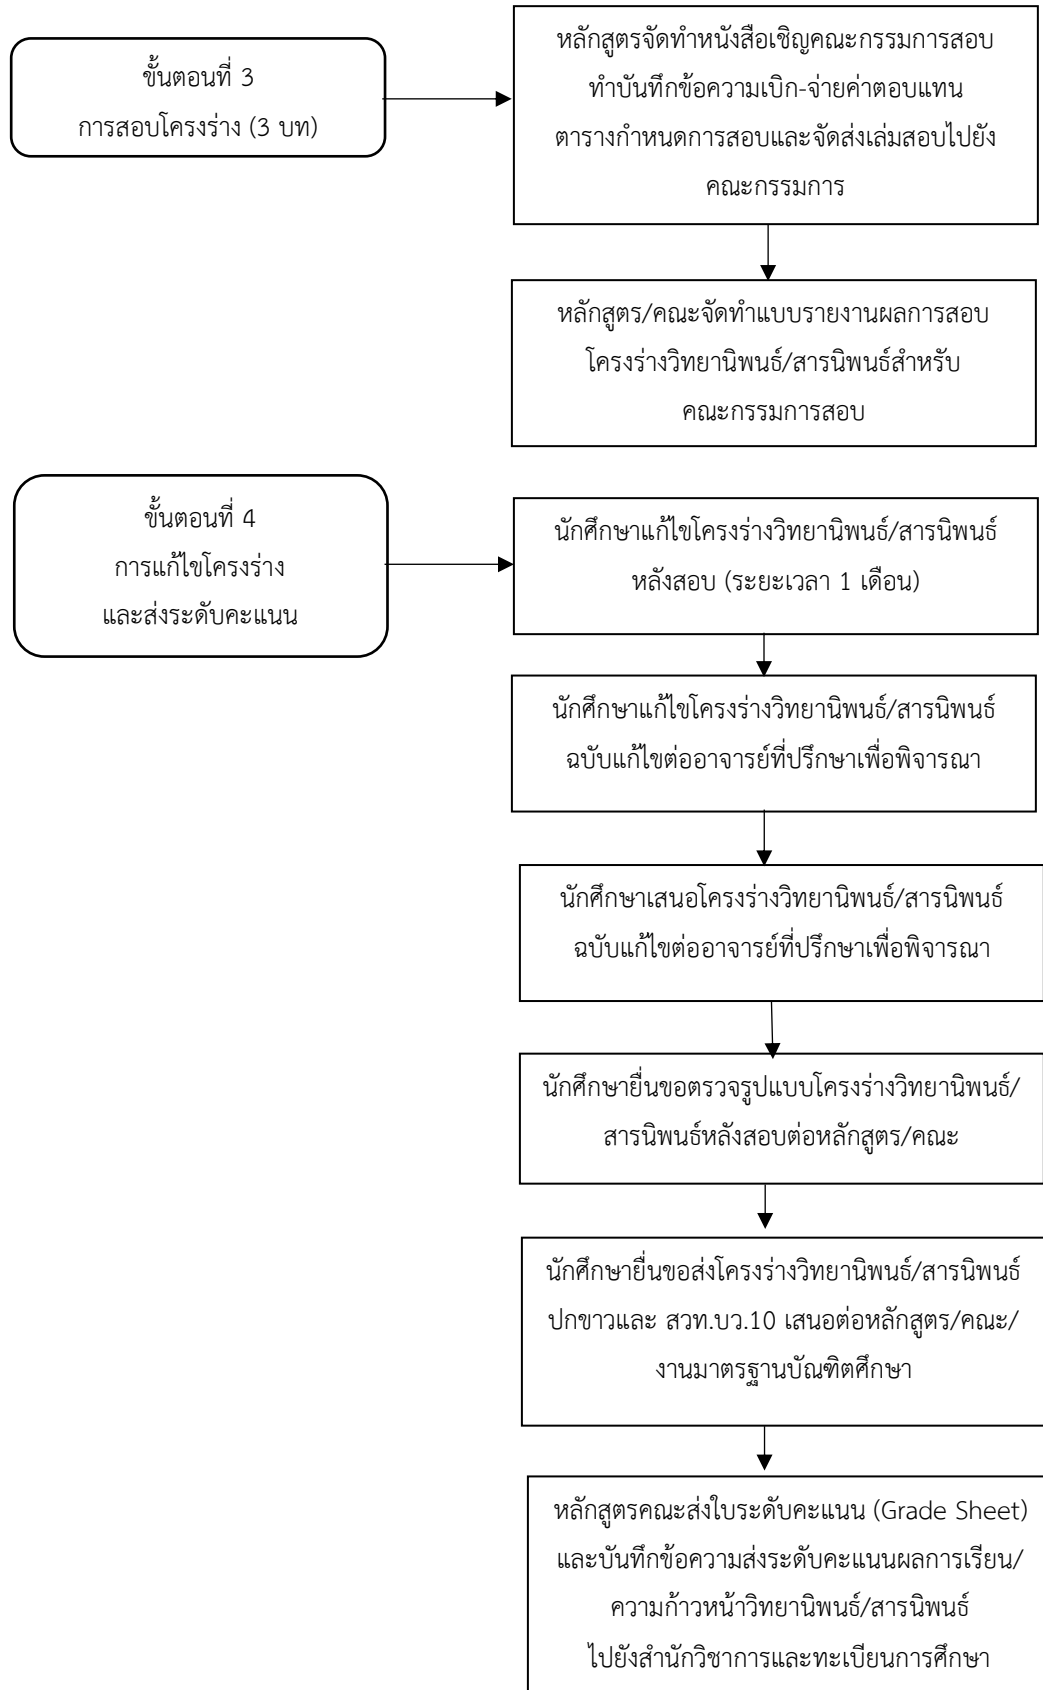 ขั้นตอนที่ 3
การสอบโครงร่าง (3 บท)
หลักสูตรจัดทำหนังสือเชิญคณะกรรมการสอบ
ทำบันทึกข้อความเบิก-จ่ายค่าตอบแทน
ตารางกำหนดการสอบและจัดส่งเล่มสอบไปยัง
คณะกรรมการ
หลักสูตร/คณะจัดทำแบบรายงานผลการสอบ
โครงร่างวิทยานิพนธ์/สารนิพนธ์สำหรับ
คณะกรรมการสอบ
ขั้นตอนที่ 4
การแก้ไขโครงร่าง
และส่งระดับคะแนน
นักศึกษาแก้ไขโครงร่างวิทยานิพนธ์/สารนิพนธ์
หลังสอบ (ระยะเวลา 1 เดือน)
นักศึกษาแก้ไขโครงร่างวิทยานิพนธ์/สารนิพนธ์
ฉบับแก้ไขต่ออาจารย์ที่ปรึกษาเพื่อพิจารณา
นักศึกษาเสนอโครงร่างวิทยานิพนธ์/สารนิพนธ์
ฉบับแก้ไขต่ออาจารย์ที่ปรึกษาเพื่อพิจารณา
นักศึกษายื่นขอตรวจรูปแบบโครงร่างวิทยานิพนธ์/
สารนิพนธ์หลังสอบต่อหลักสูตร/คณะ
นักศึกษายื่นขอส่งโครงร่างวิทยานิพนธ์/สารนิพนธ์
ปกขาวและ สวท.บว.10 เสนอต่อหลักสูตร/คณะ/
งานมาตรฐานบัณฑิตศึกษา
หลักสูตรคณะส่งใบระดับคะแนน (Grade Sheet)
และบันทึกข้อความส่งระดับคะแนนผลการเรียน/
ความก้าวหน้าวิทยานิพนธ์/สารนิพนธ์
ไปยังสำนักวิชาการและทะเบียนการศึกษา